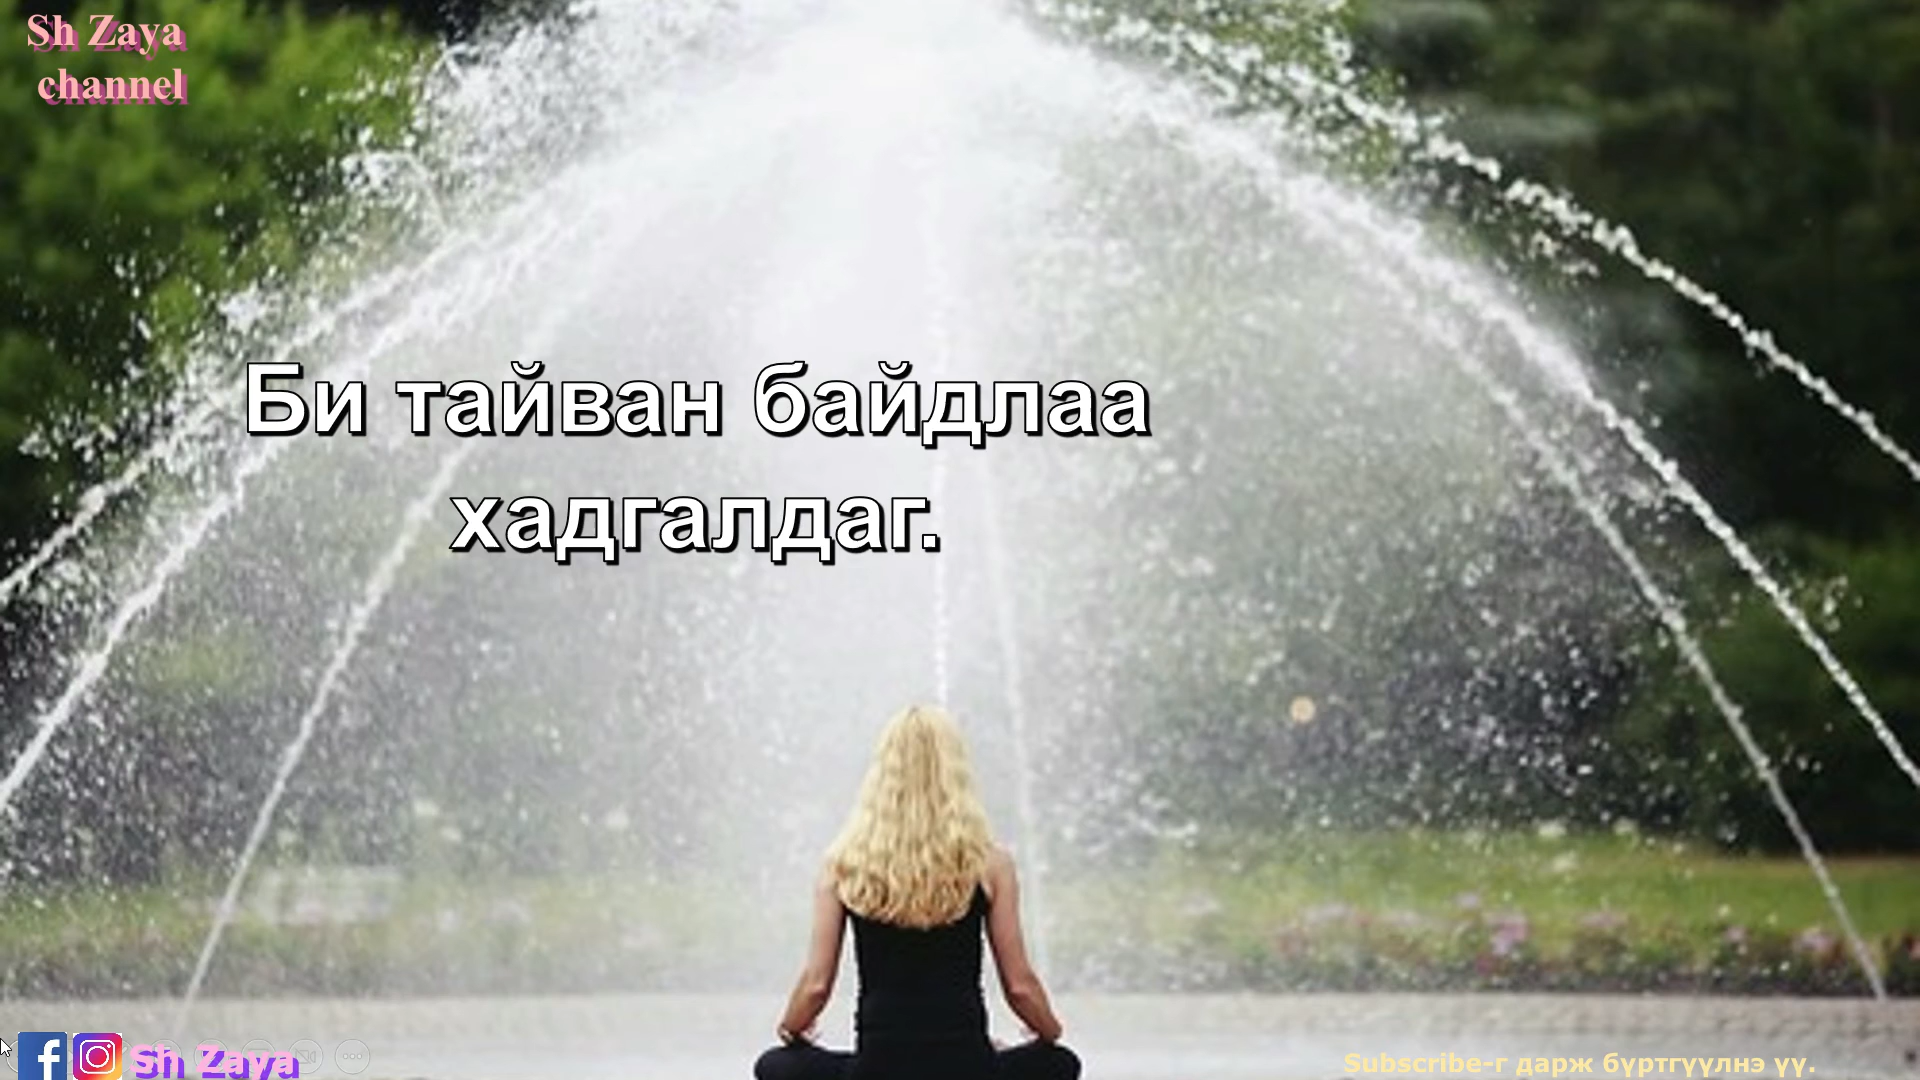 Sh Zaya
channel
Би тайван байдлаа
хадгалдаг.
Sh Zaya
Subscribe-г дарж бүртгүүлнэ үү.